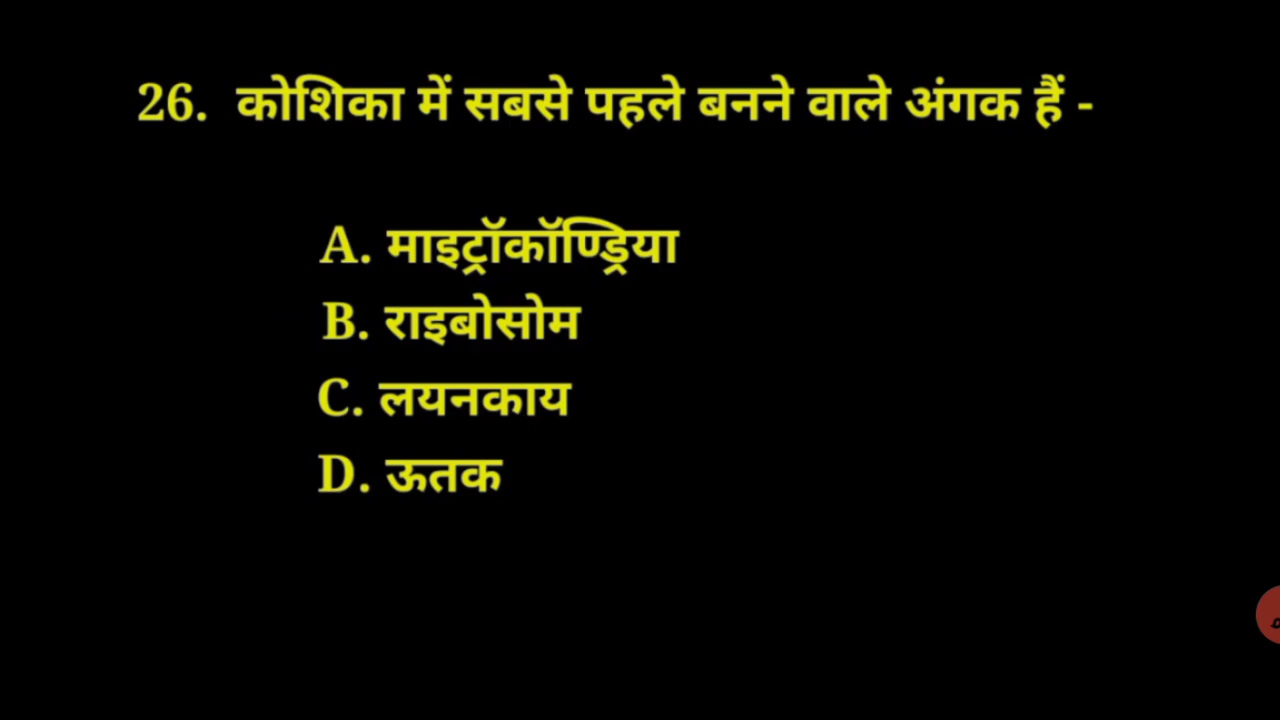 26. कोशिका में सबसे पहले बनने वाले अंगक हैं -
A. माइट्रॉकॉण्ड्रिया
B. राइबोसोम
C. लयनकाय
D. ऊतक